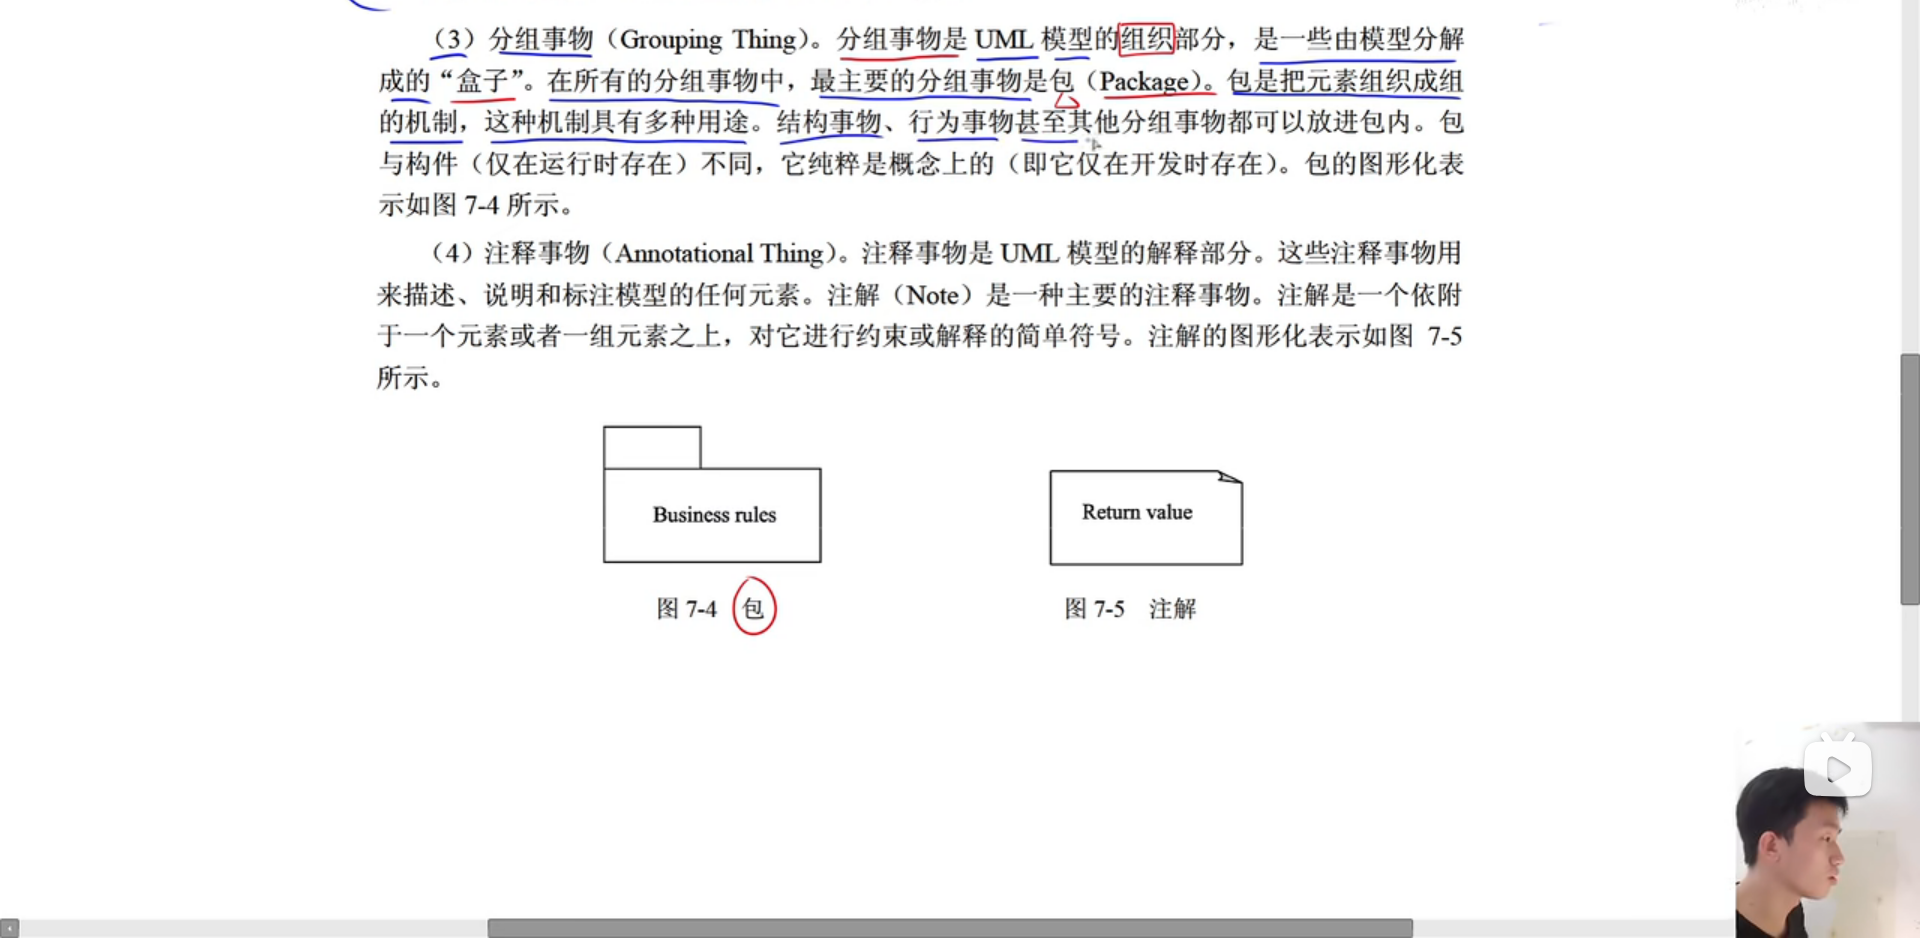 （3）分组事物（Grouping Thing）。分组事物是 UML 模型的组织部分，是一些由模型分解
成的“盒子”。在所有的分组事物中，最主要的分组事物是包（Package）。包是把元素组织成组
的机制，这种机制具有多种用途。结构事物、行为事物甚至其他分组事物都可以放进包内。包
与构件（仅在运行时存在）不同，它纯粹是概念上的（即它仅在开发时存在）。包的图形化表
示如图 7-4 所示。
（4）注释事物（Annotational Thing）。注释事物是 UML 模型的解释部分。这些注释事物用
来描述、说明和标注模型的任何元素。注解（Note）是一种主要的注释事物。注解是一个依附
于一个元素或者一组元素之上，对它进行约束或解释的简单符号。注解的图形化表示如图 7-5
所示。
Business rules
Return value
图 7-4 包
图 7-5 注解